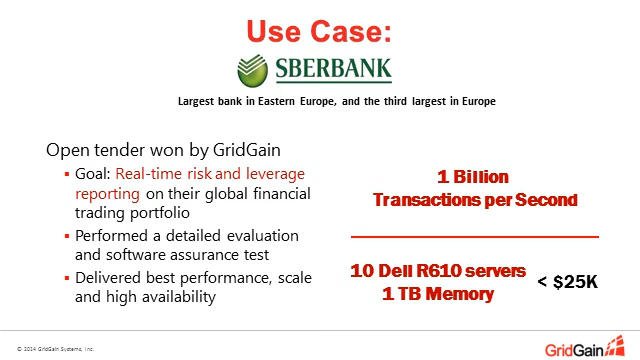 Use Case:
SBERBANK
Largest bank in Eastern Europe, and the third largest in Europe
Open tender won by GridGain
▪ Goal: Real-time risk and leverage
reporting on their global financial
trading portfolio
▪ Performed a detailed evaluation
and software assurance test
▪ Delivered best performance, scale
and high availability
1 Billion
Transactions per Second
10 Dell R610 servers
1 TB Memory
< $25K
© 2014 GridGain Systems, Inc.
GridGain